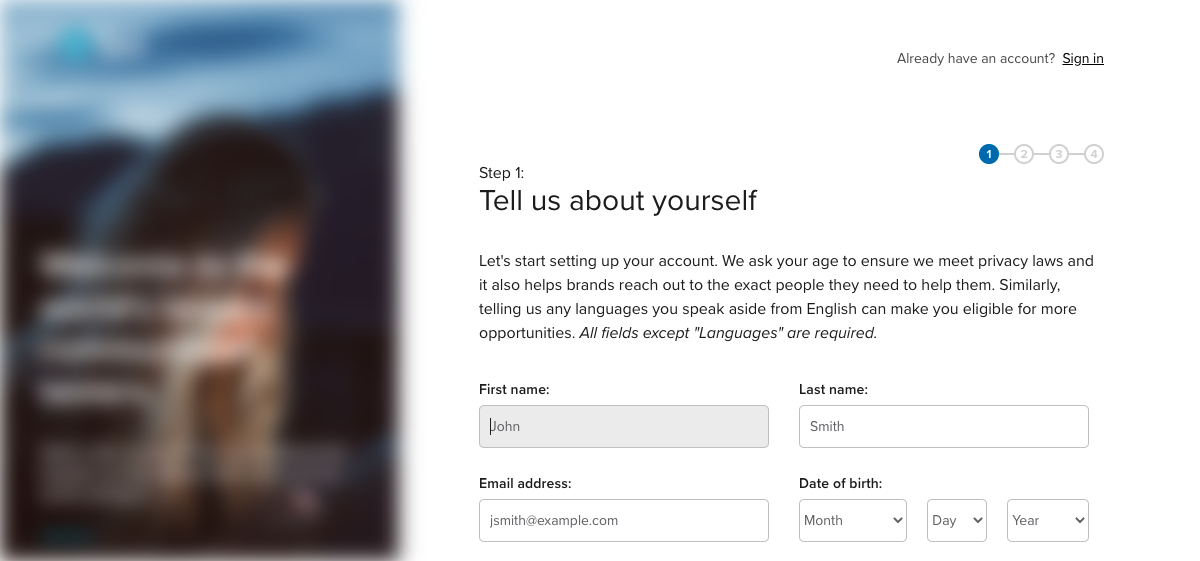 Already have an account? Sign in
1 2 3 4
Step 1:
Tell us about yourself
Let's start setting up your account. We ask your age to ensure we meet privacy laws and
it also helps brands reach out to the exact people they need to help them. Similarly,
telling us any languages you speak aside from English can make you eligible for more
opportunities. All fields except "Languages" are required.
First name:
Last name:
John
Smith
Email address:
Date of birth:
jsmith@example.com
Month
Day
Year